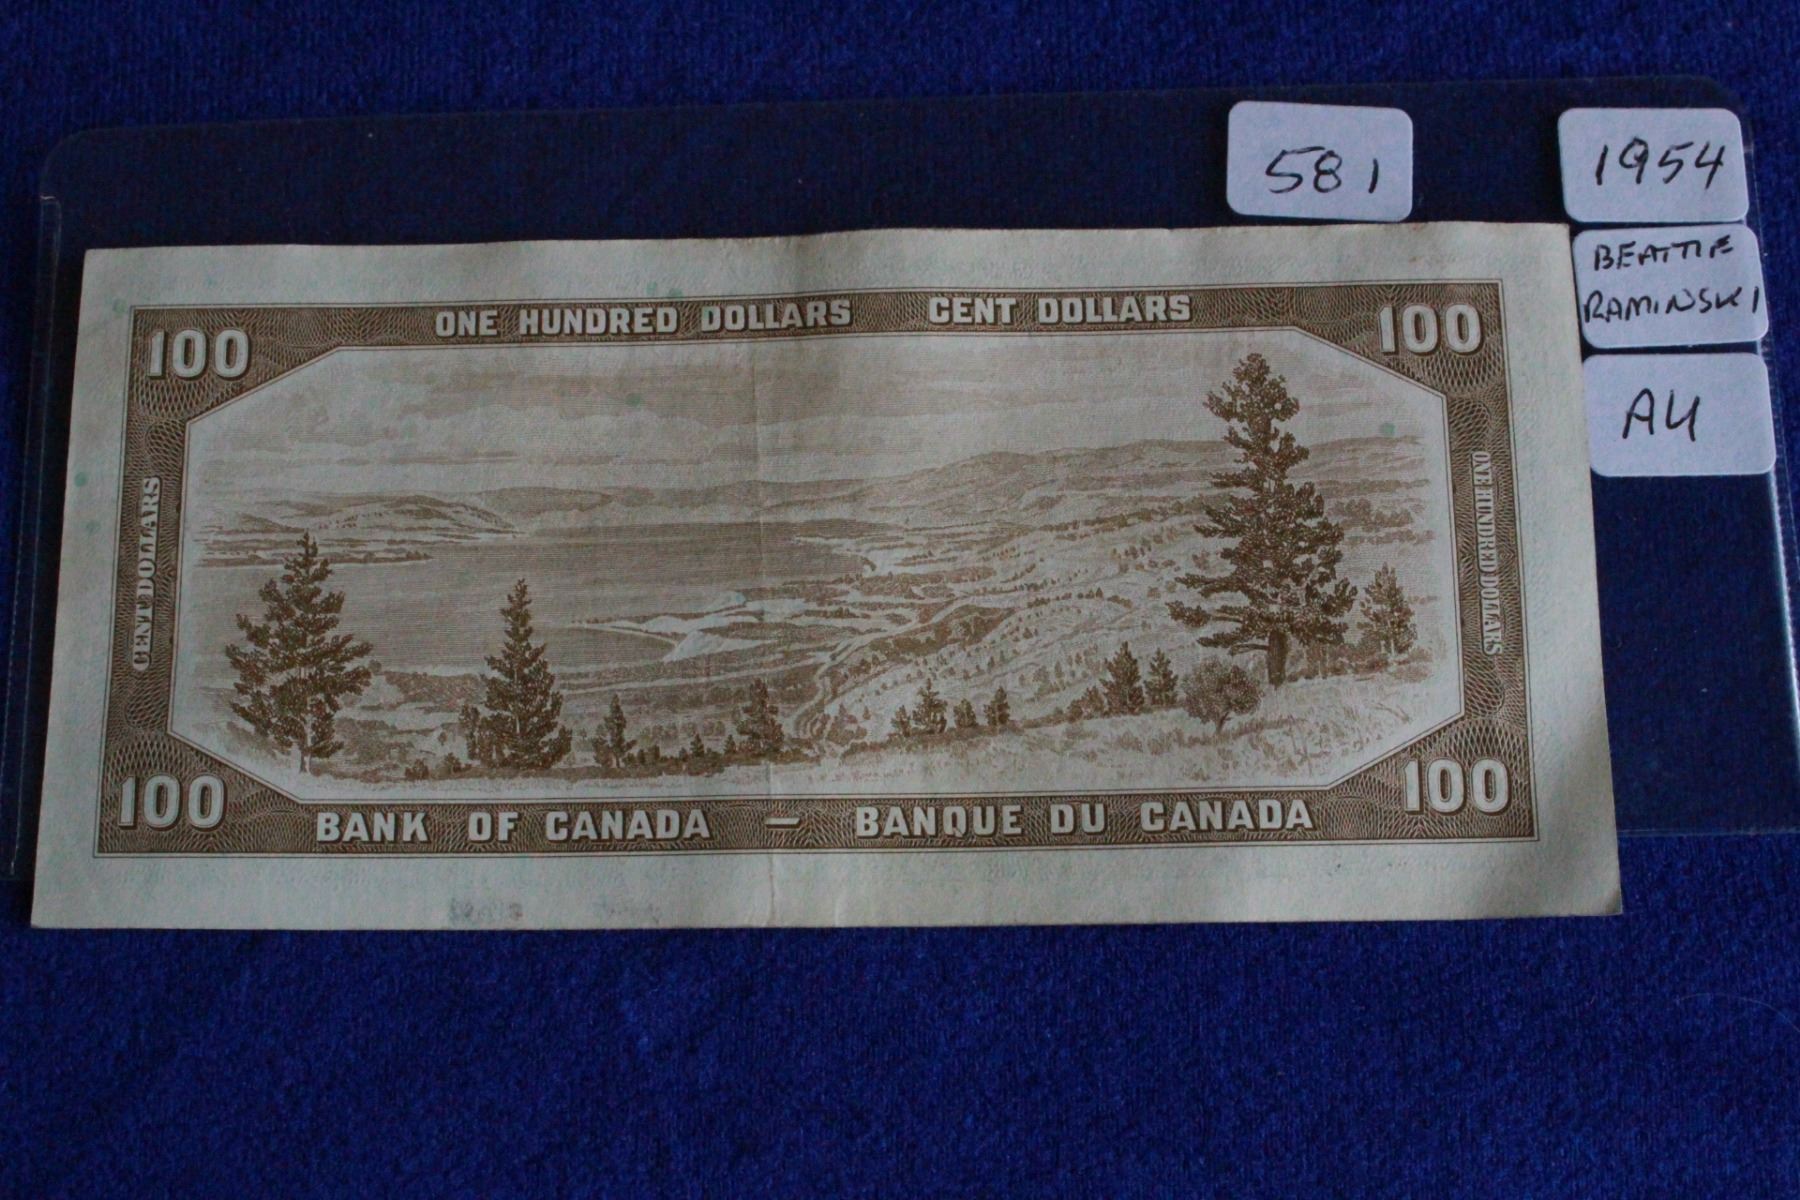 581
1954
BEATTIE
RAMINSKI
AU
ONE HUNDRED DOLLARS CENT DOLLARS
100
100
CENT DOLLARS
ONE HUNDRED DOLLARS
100
100
BANK OF CANADA – BANQUE DU CANADA